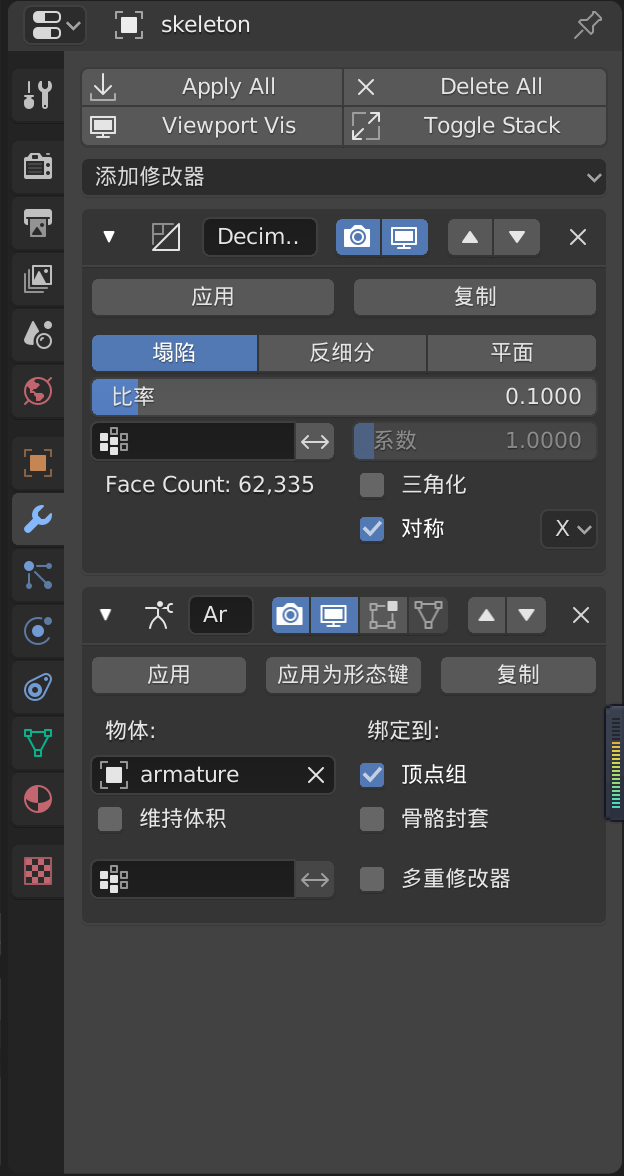 skeleton
Apply All
Delete All
Viewport Vis
Toggle Stack
添加修改器
Decim..
应用
复制
塌陷
反细分
平面
比率 0.1000
系数 1.0000
Face Count: 62,335
三角化
对称
X
Ar
应用
应用为形态键
复制
物体:
绑定到:
armature
顶点组
维持体积
骨骼封套
多重修改器